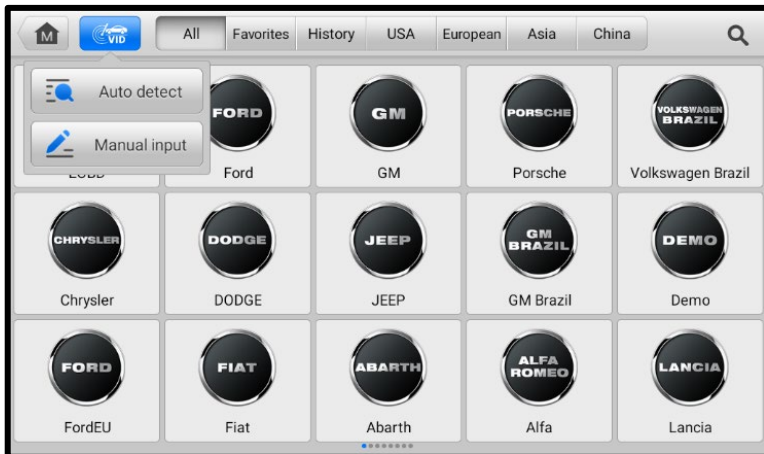 M
VID
All
Favorites
History
USA
European
Asia
China
Auto detect
Manual input
FORD
GM
PORSCHE
VOLKSWAGEN
BRAZIL
Ford
GM
Porsche
Volkswagen Brazil
CHRYSLER
DODGE
JEEP
GM
BRAZIL
DEMO
Chrysler
DODGE
JEEP
GM Brazil
Demo
FORD
FIAT
ABARTH
ALFA
ROMEO
LANCIA
FordEU
Fiat
Abarth
Alfa
Lancia